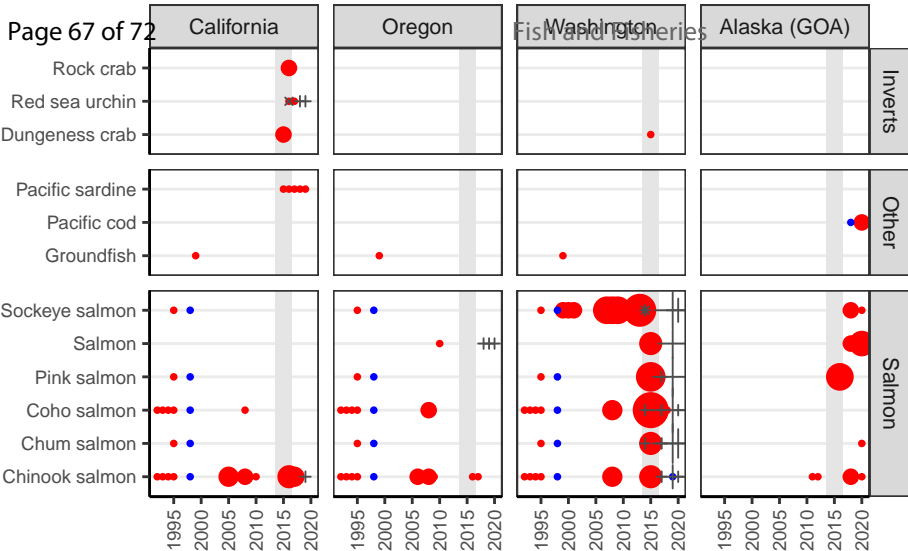 Page 67 of 72
Fish and Fisheries
California
Oregon
Washington
Alaska (GOA)
Rock crab
Red sea urchin
Dungeness crab
Inverts
Pacific sardine
Pacific cod
Groundfish
Other
Sockeye salmon
Salmon
Pink salmon
Coho salmon
Chum salmon
Chinook salmon
Salmon
1995
2000
2005
2010
2015
2020
1995
2000
2005
2010
2015
2020
1995
2000
2005
2010
2015
2020
1995
2000
2005
2010
2015
2020